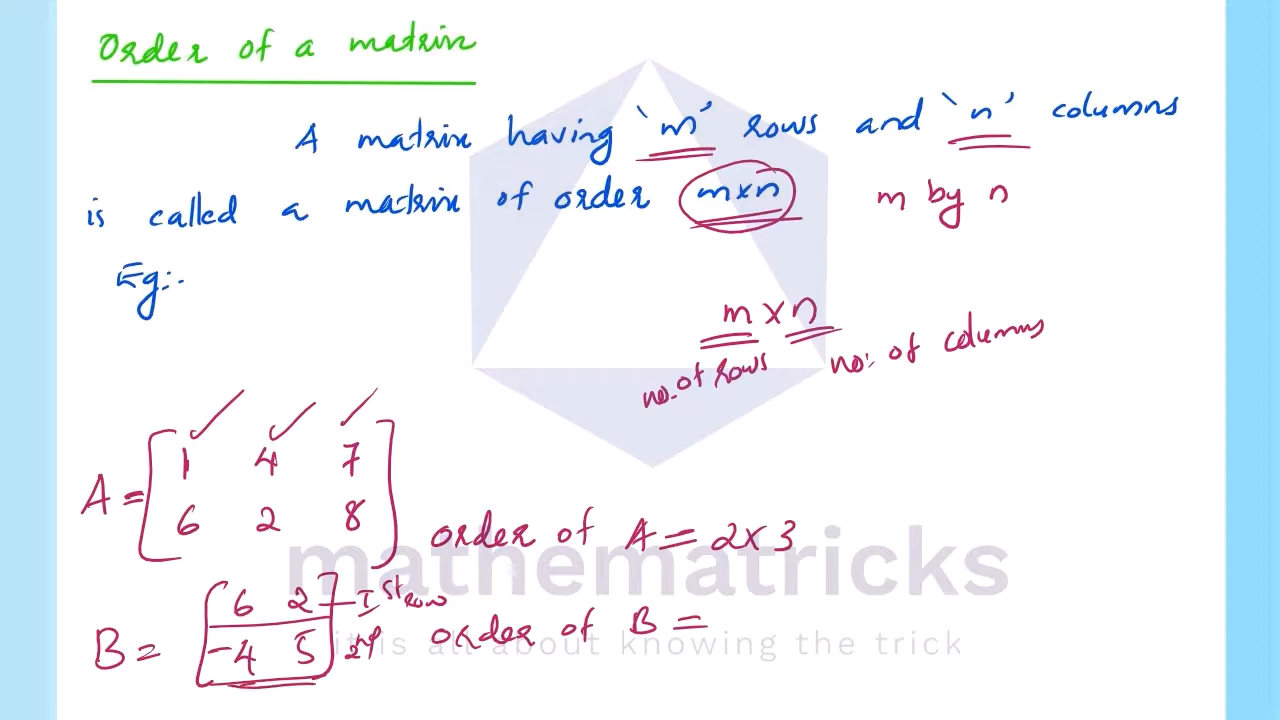 Order of a matrix
A matrix having 'm' rows and 'n' columns
is called a matrix of order m×n m by n
Eg:-
m × n
no. of rows no: of columns
A = [ 1 4 7
6 2 8 ] order of A = 2×3
mathematricks
B = [ 6 2 ] Ist row
-4 5 2nd order of B =
it is all about knowing the trick